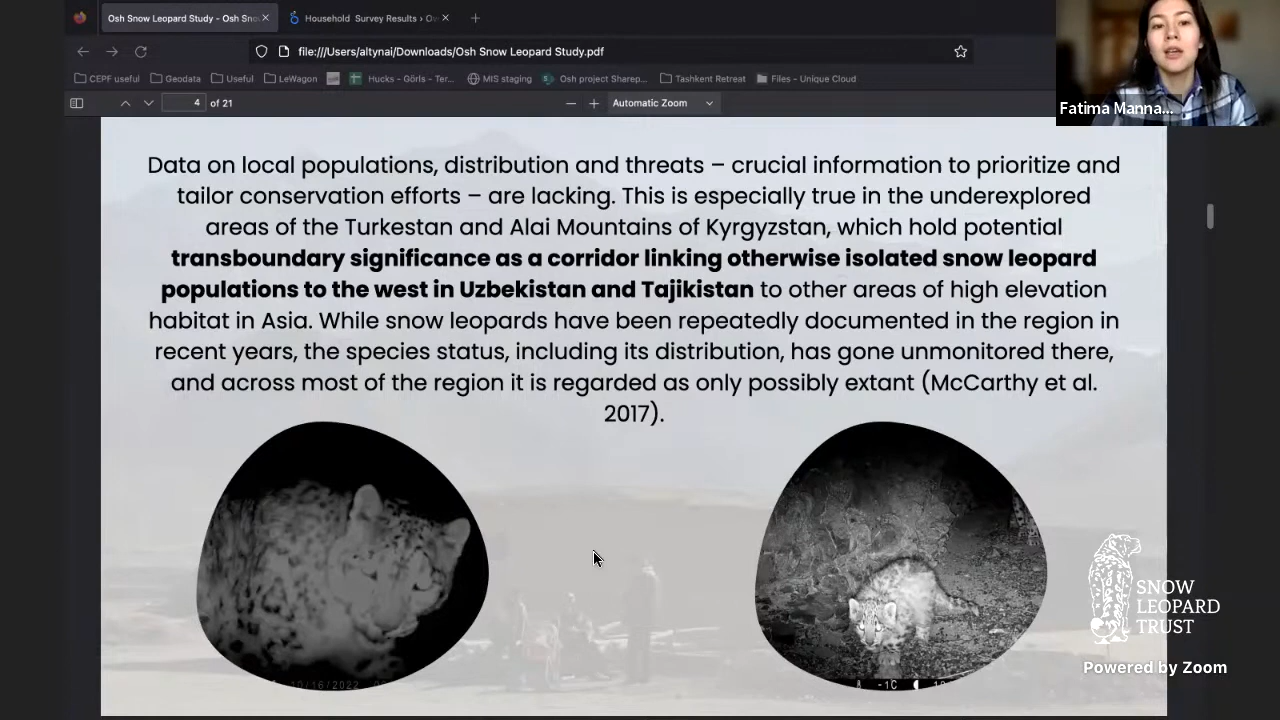 Osh Snow Leopard Study - Osh Sno
Household Survey Results › Ov
file:///Users/altynai/Downloads/Osh Snow Leopard Study.pdf
CEPF useful
Geodata
Useful
LeWagon
Hucks - Görls - Ter...
MIS staging
Osh project Sharep...
Tashkent Retreat
Files - Unique Cloud
4 of 21
Automatic Zoom
Fatima Manna...
Data on local populations, distribution and threats – crucial information to prioritize and
tailor conservation efforts – are lacking. This is especially true in the underexplored
areas of the Turkestan and Alai Mountains of Kyrgyzstan, which hold potential
transboundary significance as a corridor linking otherwise isolated snow leopard
populations to the west in Uzbekistan and Tajikistan to other areas of high elevation
habitat in Asia. While snow leopards have been repeatedly documented in the region in
recent years, the species status, including its distribution, has gone unmonitored there,
and across most of the region it is regarded as only possibly extant (McCarthy et al.
2017).
10/16/2022
-1C
SNOW
LEOPARD
TRUST
Powered by Zoom